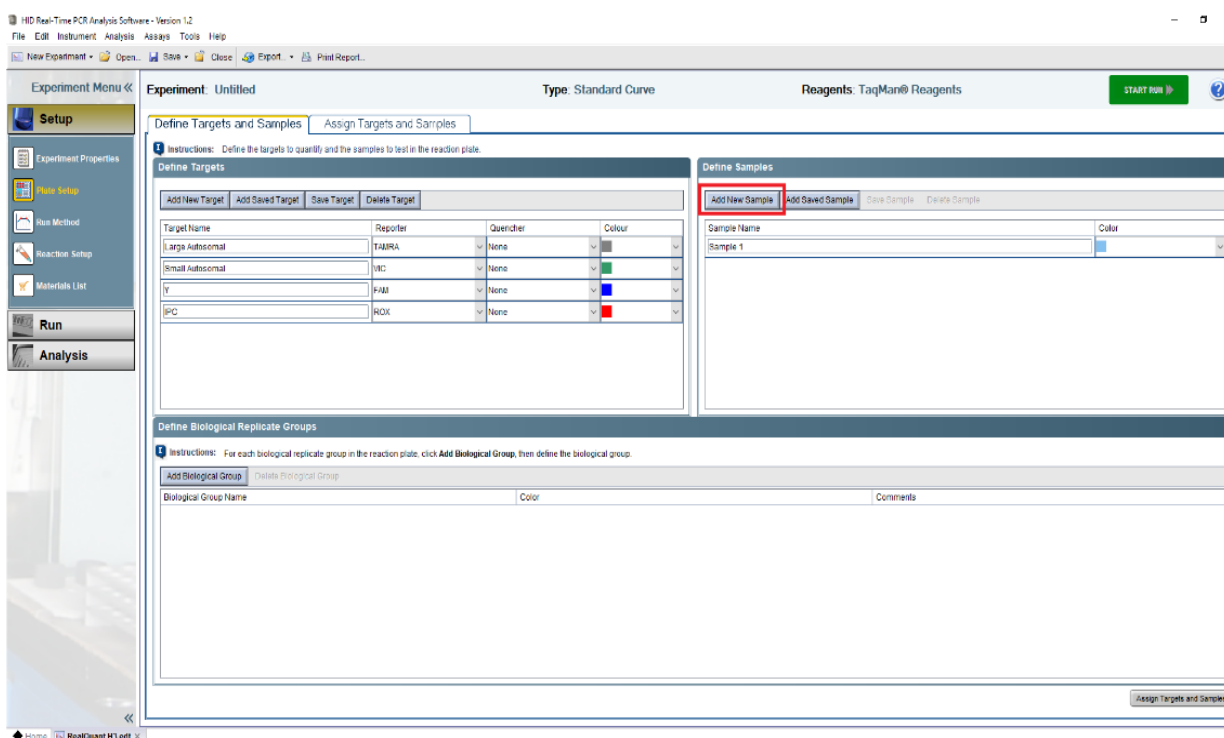 HID Real-Time PCR Analysis Software - Version 1.2
File Edit Instrument Analysis Assays Tools Help
New Experiment Open... Save Close Export... Print Report...
Experiment Menu «
Experiment: Untitled Type: Standard Curve Reagents: TaqMan® Reagents START RUN
Setup
Experiment Properties
Plate Setup
Run Method
Reaction Setup
Materials List
Run
Analysis
Define Targets and Samples Assign Targets and Samples
Instructions: Define the targets to quantify and the samples to test in the reaction plate.
Define Targets
Add New Target Add Saved Target Save Target Delete Target
Target Name Reporter Quencher Colour
Large Autosomal TAMRA None
Small Autosomal VIC None
Y FAM None
IPC ROX None
Define Samples
Add New Sample Add Saved Sample Save Sample Delete Sample
Sample Name Color
Sample 1
Define Biological Replicate Groups
Instructions: For each biological replicate group in the reaction plate, click Add Biological Group, then define the biological group.
Add Biological Group Delete Biological Group
Biological Group Name Color Comments
Assign Targets and Samples
«
Home